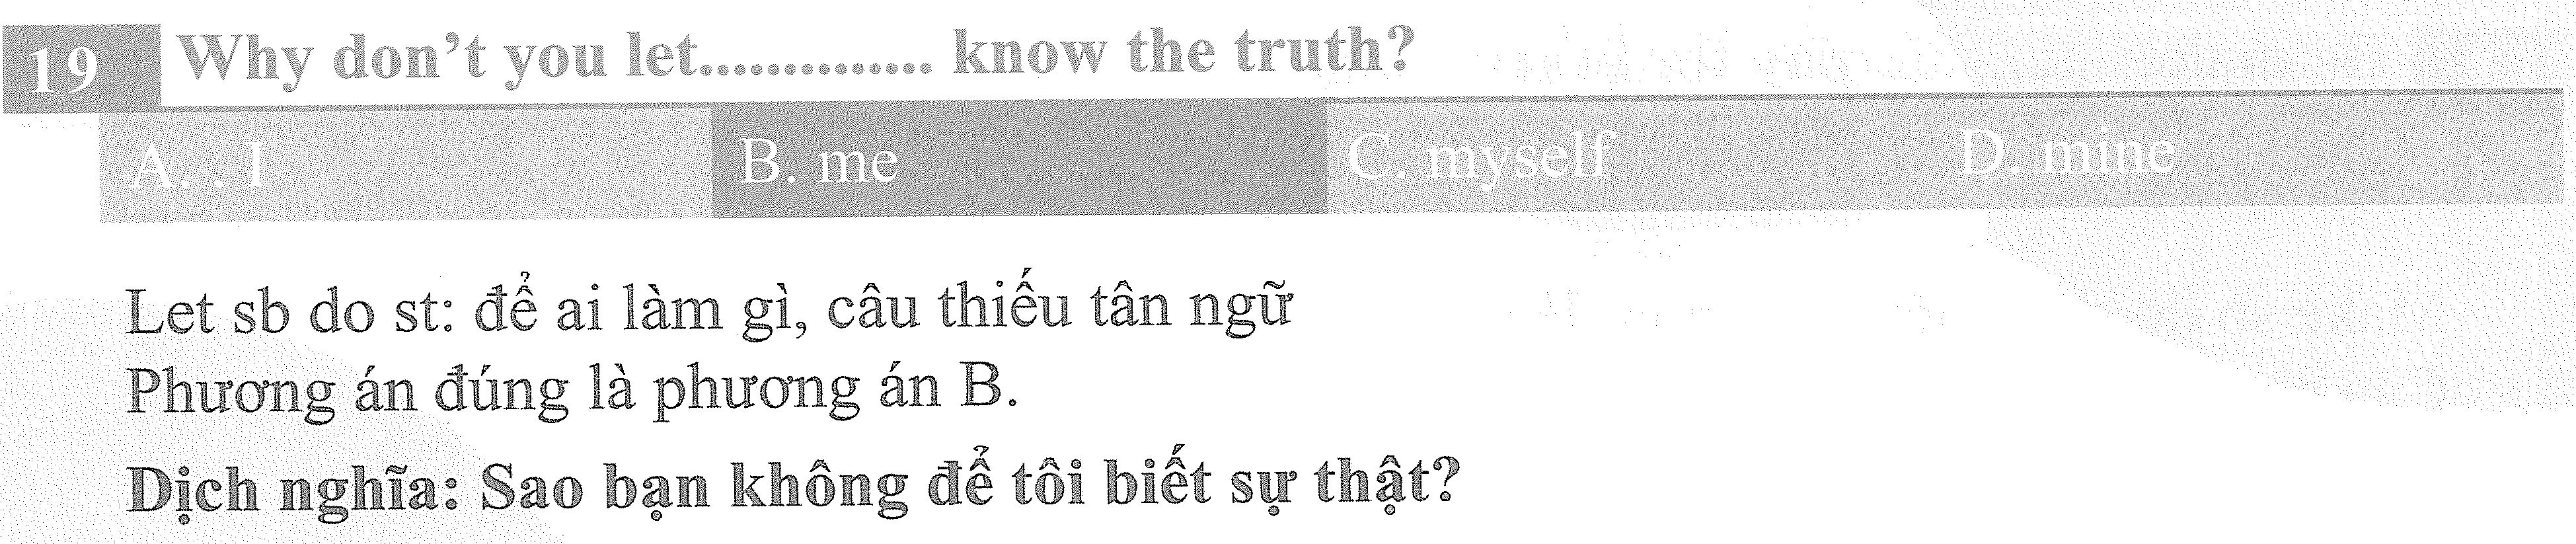 19 Why don't you let.............. know the truth?
A. . I B. me C. myself D. mine
Let sb do st: để ai làm gì, câu thiếu tân ngữ
Phương án đúng là phương án B.
Dịch nghĩa: Sao bạn không để tôi biết sự thật?